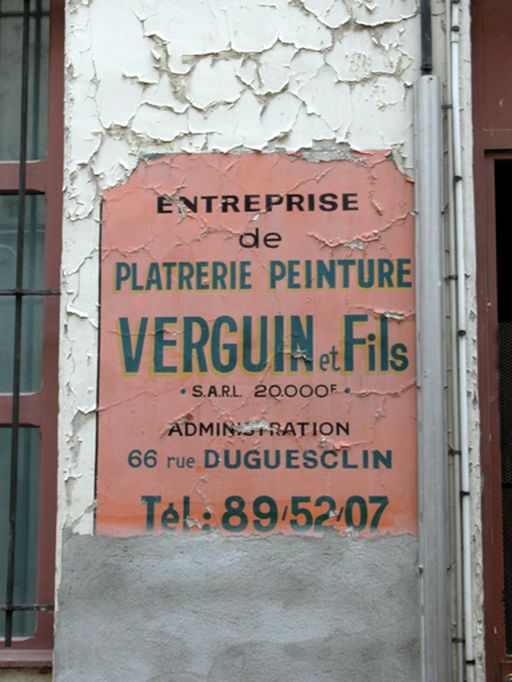 ENTREPRISE
de
PLATRERIE PEINTURE
VERGUIN et Fils
• S.A.R.L. 20.000F •
ADMINISTRATION
66 rue DUGUESCLIN
Tél : 89/52/07